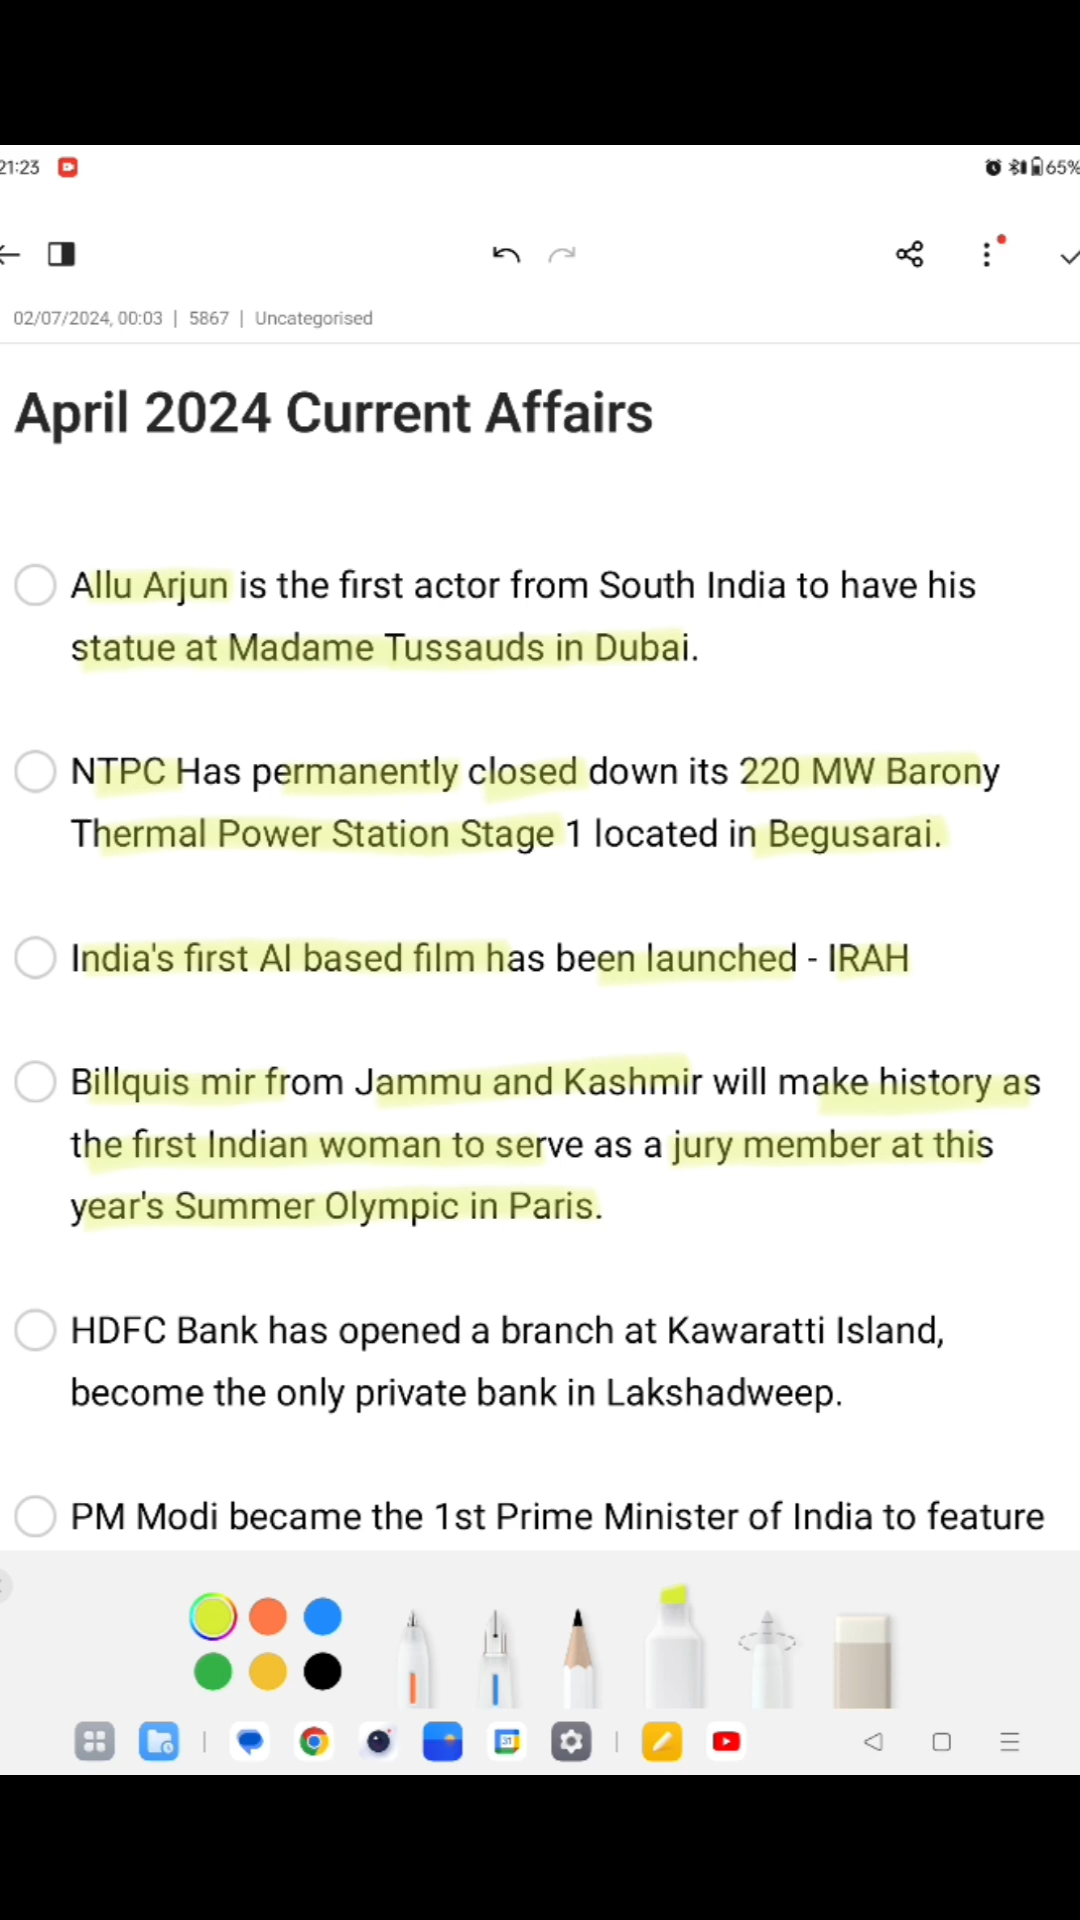 21:23
65%
02/07/2024, 00:03 | 5867 | Uncategorised
April 2024 Current Affairs
Allu Arjun is the first actor from South India to have his
statue at Madame Tussauds in Dubai.
NTPC Has permanently closed down its 220 MW Barony
Thermal Power Station Stage 1 located in Begusarai.
India's first AI based film has been launched - IRAH
Billquis mir from Jammu and Kashmir will make history as
the first Indian woman to serve as a jury member at this
year's Summer Olympic in Paris.
HDFC Bank has opened a branch at Kawaratti Island,
become the only private bank in Lakshadweep.
PM Modi became the 1st Prime Minister of India to feature
31